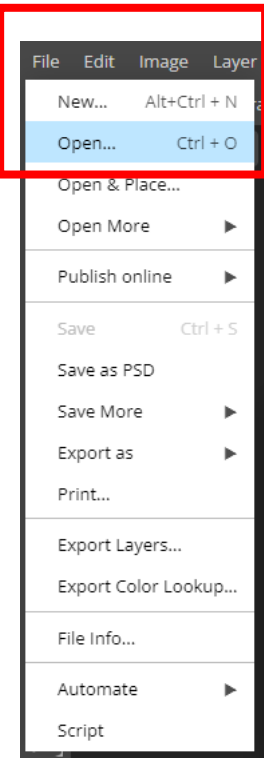 File Edit Image Layer
New... Alt+Ctrl + N
Open... Ctrl + O
Open & Place...
Open More
Publish online
Save Ctrl + S
Save as PSD
Save More
Export as
Print...
Export Layers...
Export Color Lookup...
File Info...
Automate
Script